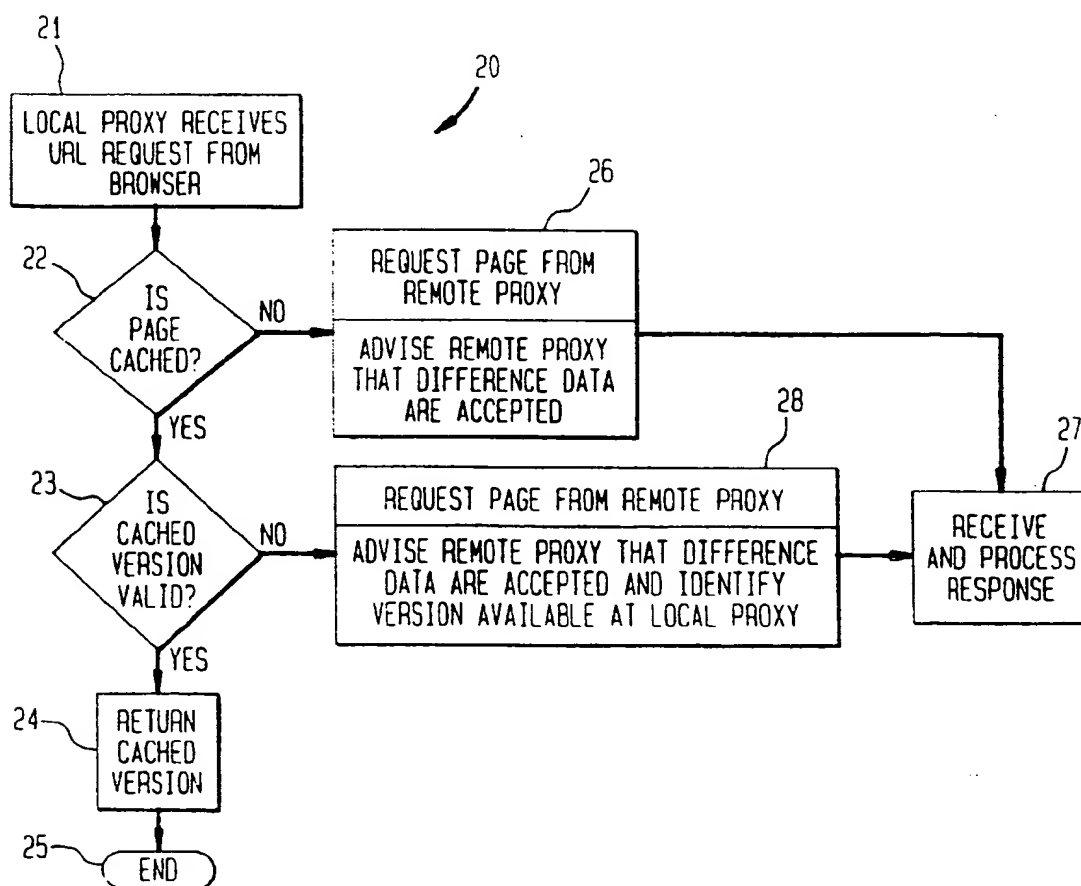 21
20
LOCAL PROXY RECEIVES
URL REQUEST FROM
BROWSER
26
22
IS
PAGE
CACHED?
NO
YES
REQUEST PAGE FROM
REMOTE PROXY
ADVISE REMOTE PROXY
THAT DIFFERENCE DATA
ARE ACCEPTED
28
27
23
IS
CACHED
VERSION
VALID?
NO
YES
REQUEST PAGE FROM REMOTE PROXY
ADVISE REMOTE PROXY THAT DIFFERENCE
DATA ARE ACCEPTED AND IDENTIFY
VERSION AVAILABLE AT LOCAL PROXY
RECEIVE
AND PROCESS
RESPONSE
24
RETURN
CACHED
VERSION
25
END